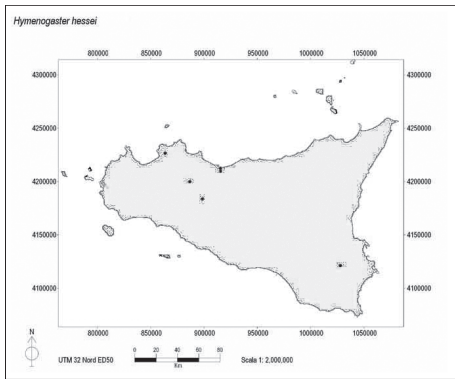 Hymenogaster hessei
800000 850000 900000 950000 1000000 1050000
4300000 4300000
4250000 4250000
4200000 4200000
4150000 4150000
4100000 4100000
800000 850000 900000 950000 1000000 1050000
N
UTM 32 Nord ED50
0 20 40 60 80
Km
Scala 1: 2,000,000